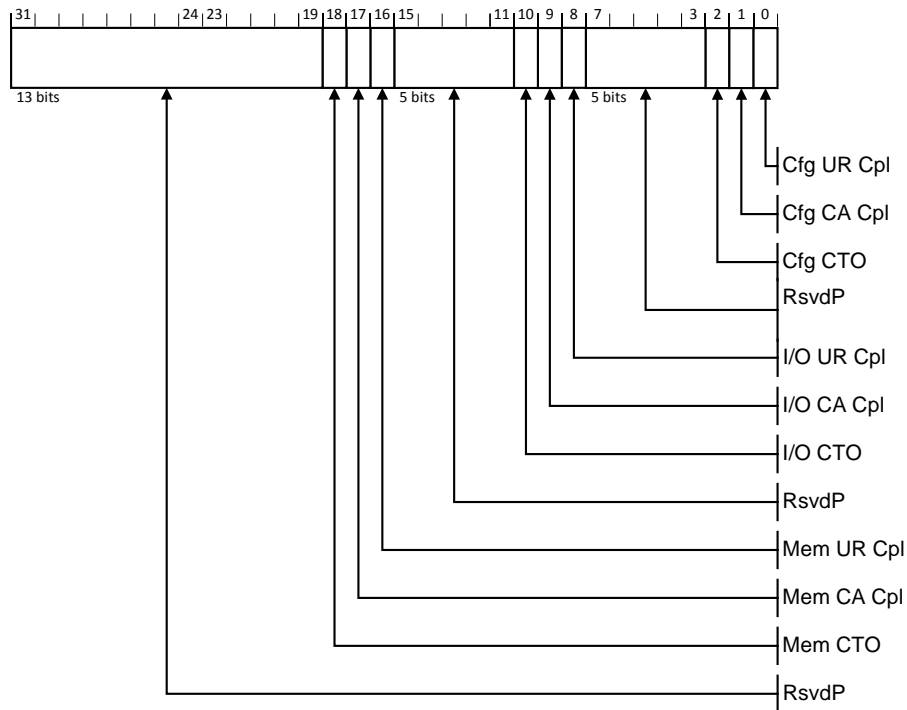 31 24 23 19 18 17 16 15 11 10 9 8 7 3 2 1 0
13 bits 5 bits 5 bits
Cfg UR Cpl
Cfg CA Cpl
Cfg CTO
RsvdP
I/O UR Cpl
I/O CA Cpl
I/O CTO
RsvdP
Mem UR Cpl
Mem CA Cpl
Mem CTO
RsvdP